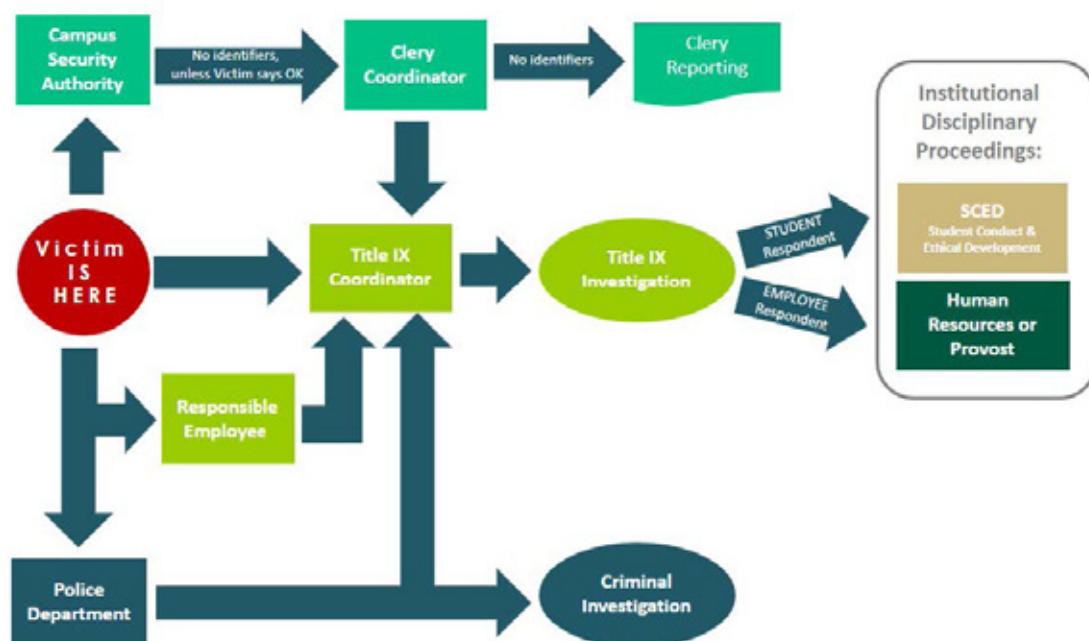 Campus
Security
Authority
No identifiers,
unless Victim says OK
Clery
Coordinator
No identifiers
Clery
Reporting
Institutional
Disciplinary
Proceedings:
SCED
Student Conduct &
Ethical Development
Human
Resources or
Provost
Victim
IS
HERE
Title IX
Coordinator
Title IX
Investigation
STUDENT
Respondent
EMPLOYEE
Respondent
Responsible
Employee
Police
Department
Criminal
Investigation